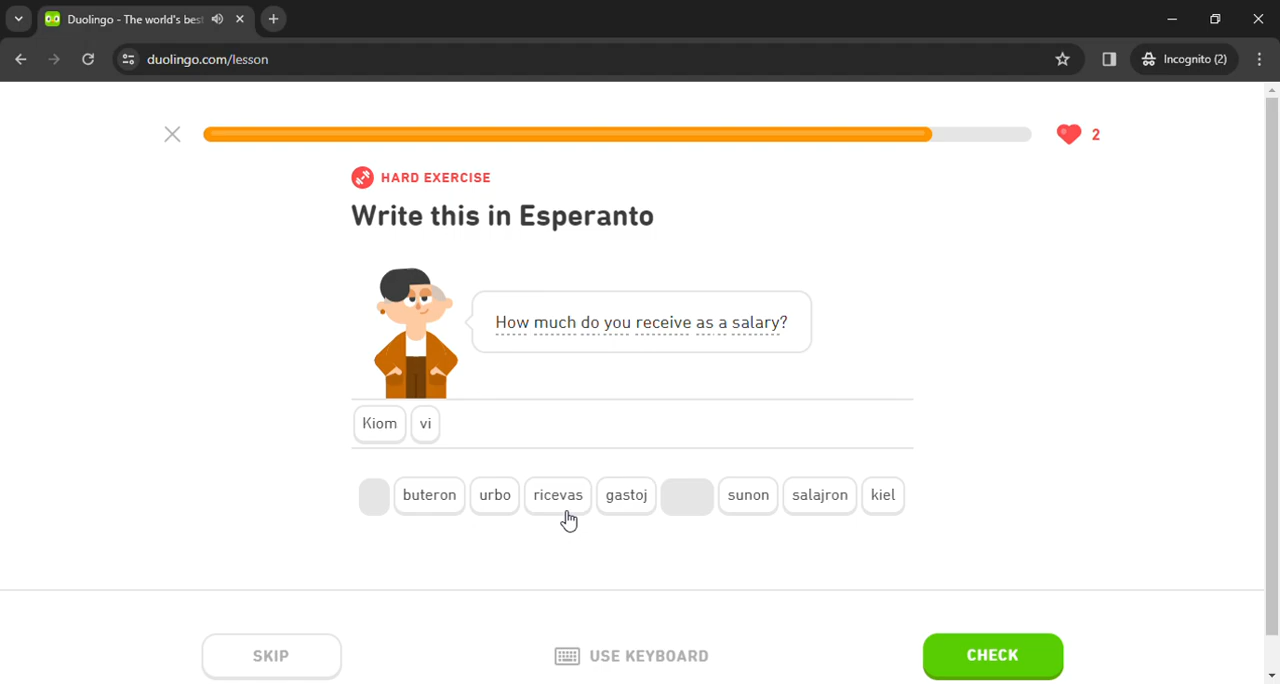 Duolingo - The world's bes
duolingo.com/lesson
Incognito (2)
2
HARD EXERCISE
Write this in Esperanto
How much do you receive as a salary?
Kiom vi
buteron urbo ricevas gastoj sunon salajron kiel
SKIP USE KEYBOARD CHECK